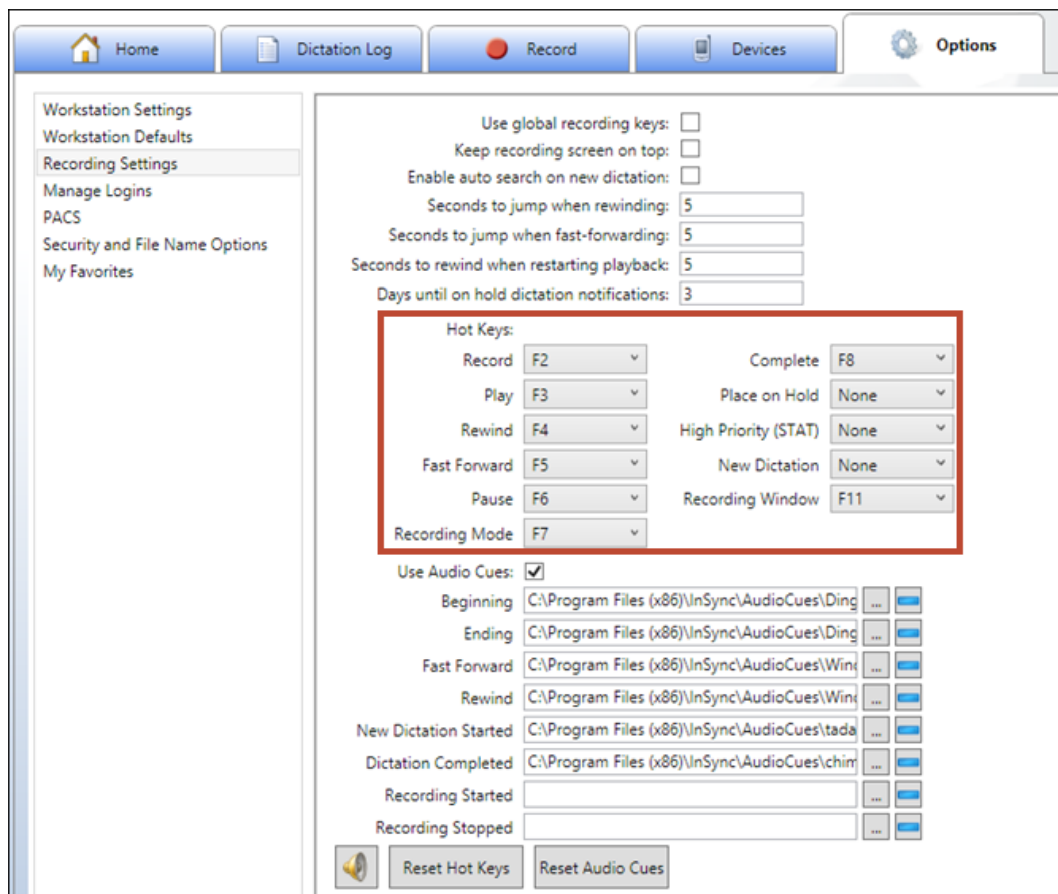 Home Dictation Log Record Devices Options
Workstation Settings
Workstation Defaults
Recording Settings
Manage Logins
PACS
Security and File Name Options
My Favorites
Use global recording keys:
Keep recording screen on top:
Enable auto search on new dictation:
Seconds to jump when rewinding: 5
Seconds to jump when fast-forwarding: 5
Seconds to rewind when restarting playback: 5
Days until on hold dictation notifications: 3
Hot Keys:
Record F2 Complete F8
Play F3 Place on Hold None
Rewind F4 High Priority (STAT) None
Fast Forward F5 New Dictation None
Pause F6 Recording Window F11
Recording Mode F7
Use Audio Cues:
Beginning C:\Program Files (x86)\InSync\AudioCues\Ding ...
Ending C:\Program Files (x86)\InSync\AudioCues\Ding ...
Fast Forward C:\Program Files (x86)\InSync\AudioCues\Wind ...
Rewind C:\Program Files (x86)\InSync\AudioCues\Wind ...
New Dictation Started C:\Program Files (x86)\InSync\AudioCues\tada ...
Dictation Completed C:\Program Files (x86)\InSync\AudioCues\chim ...
Recording Started ...
Recording Stopped ...
Reset Hot Keys Reset Audio Cues